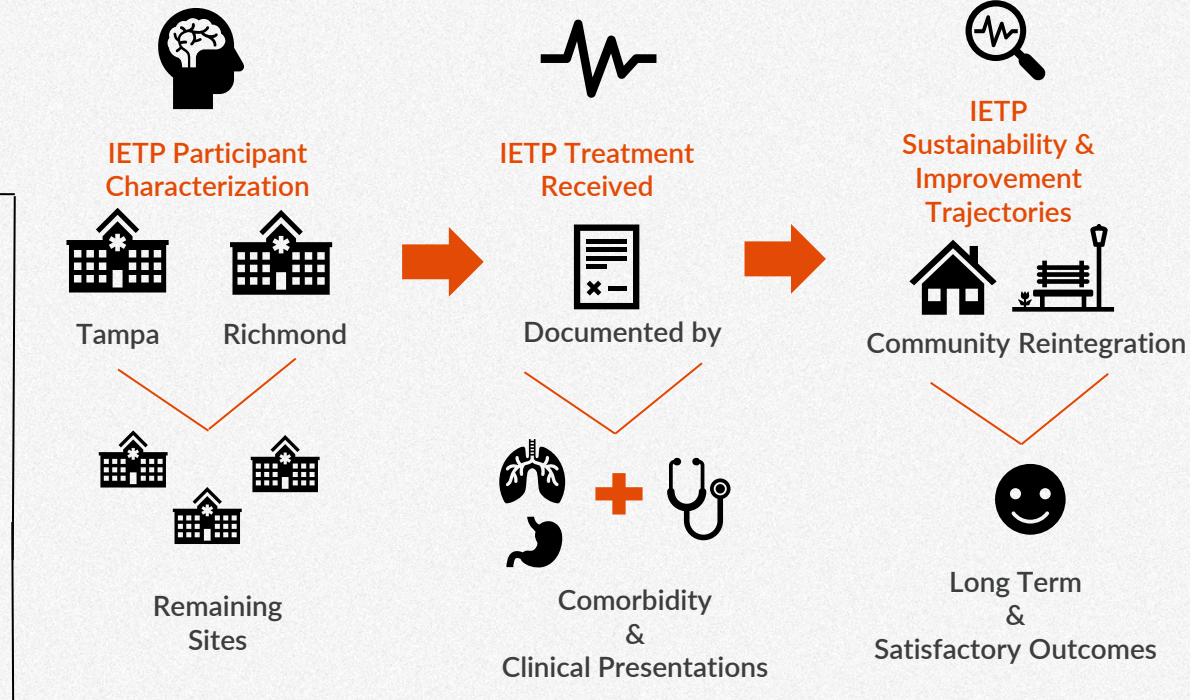 IETP Participant
Characterization
Tampa
Richmond
Remaining
Sites
IETP Treatment
Received
Documented by
Comorbidity
&
Clinical Presentations
IETP
Sustainability &
Improvement
Trajectories
Community Reintegration
Long Term
&
Satisfactory Outcomes